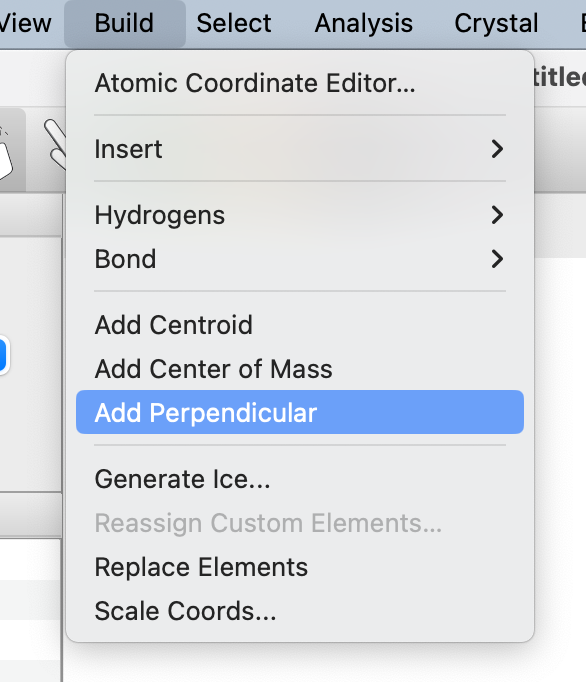 View Build Select Analysis Crystal
Atomic Coordinate Editor...
Insert
Hydrogens
Bond
Add Centroid
Add Center of Mass
Add Perpendicular
Generate Ice...
Reassign Custom Elements...
Replace Elements
Scale Coords...